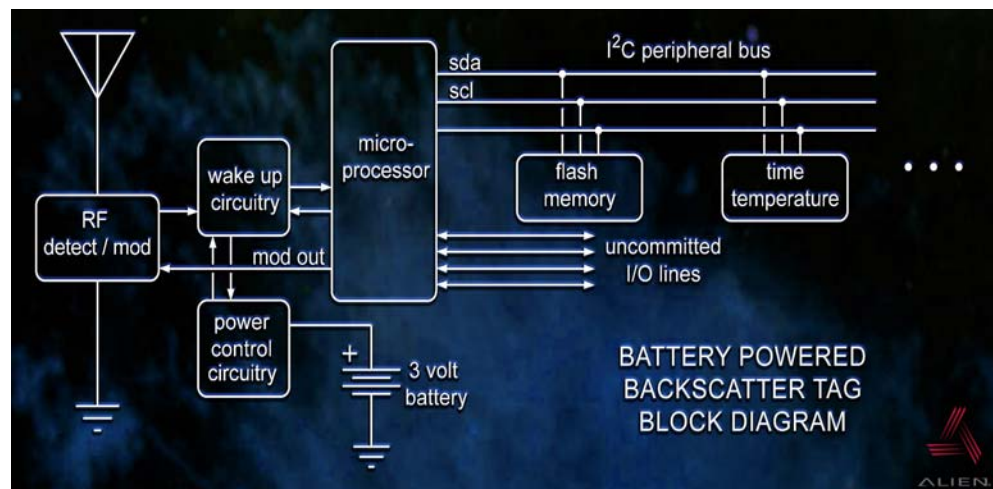 I²C peripheral bus
sda
scl
micro-
processor
wake up
circuitry
flash
memory
time
temperature
RF
detect / mod
mod out
uncommitted
I/O lines
power
control
circuitry
+
3 volt
battery
BATTERY POWERED
BACKSCATTER TAG
BLOCK DIAGRAM
ALIEN